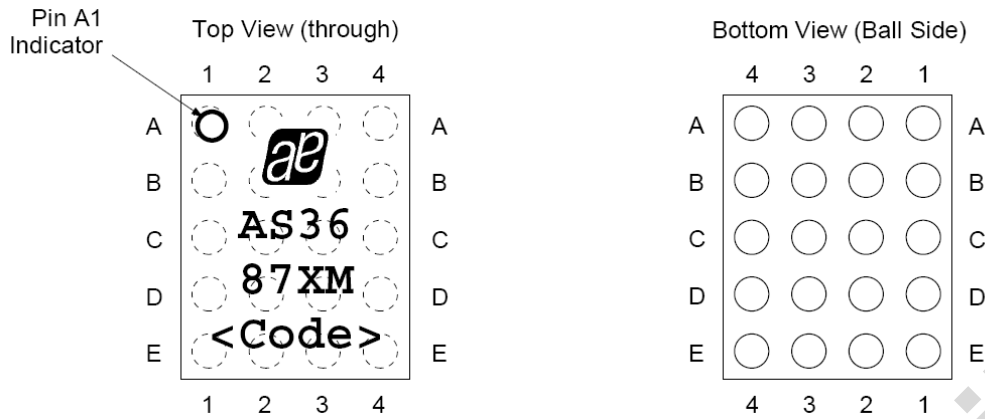 Pin A1
Indicator
Top View (through)
1 2 3 4
A A
B B
C C
D D
E E
ae
AS36
87XM
<Code>
1 2 3 4
Bottom View (Ball Side)
4 3 2 1
A A
B B
C C
D D
E E
4 3 2 1